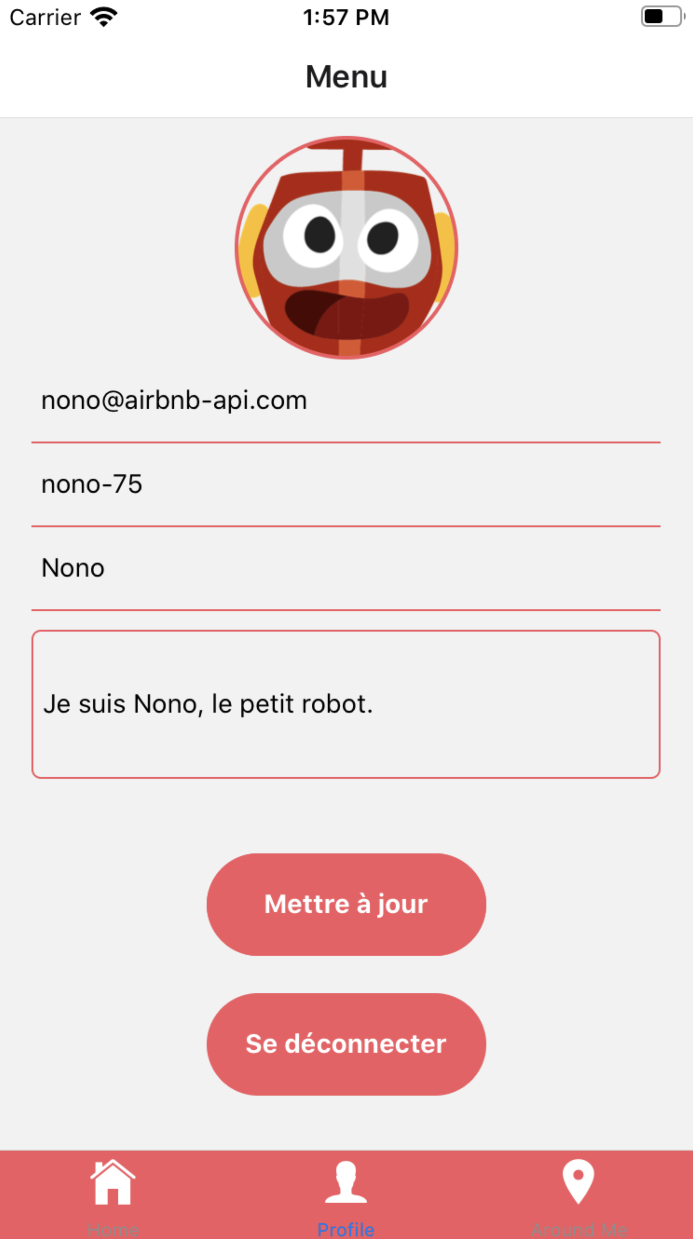 Carrier 1:57 PM
Menu
nono@airbnb-api.com
nono-75
Nono
Je suis Nono, le petit robot.
Mettre à jour
Se déconnecter
Home Profile Around Me